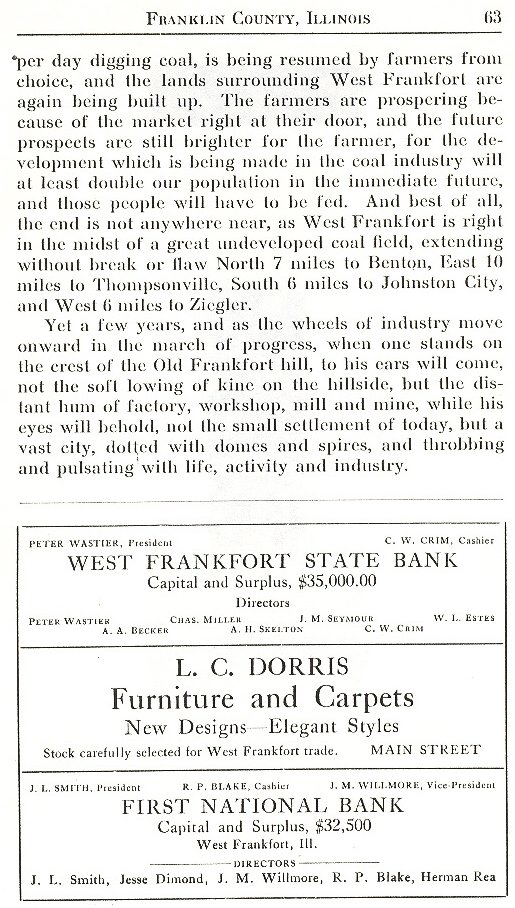 Franklin County, Illinois 63
per day digging coal, is being resumed by farmers from
choice, and the lands surrounding West Frankfort are
again being built up. The farmers are prospering be-
cause of the market right at their door, and the future
prospects are still brighter for the farmer, for the de-
velopment which is being made in the coal industry will
at least double our population in the immediate future,
and those people will have to be fed. And best of all,
the end is not anywhere near, as West Frankfort is right
in the midst of a great undeveloped coal field, extending
without break or flaw North 7 miles to Benton, East 10
miles to Thompsonville, South 6 miles to Johnston City,
and West 6 miles to Ziegler.
Yet a few years, and as the wheels of industry move
onward in the march of progress, when one stands on
the crest of the Old Frankfort hill, to his ears will come,
not the soft lowing of kine on the hillside, but the dis-
tant hum of factory, workshop, mill and mine, while his
eyes will behold, not the small settlement of today, but a
vast city, dotted with domes and spires, and throbbing
and pulsating with life, activity and industry.
PETER WASTIER, President C. W. CRIM, Cashier
WEST FRANKFORT STATE BANK
Capital and Surplus, $35,000.00
Directors
Peter Wastier Chas. Miller J. M. Seymour W. L. Estes
A. A. Becker A. H. Skelton C. W. Crim
L. C. DORRIS
Furniture and Carpets
New Designs—Elegant Styles
Stock carefully selected for West Frankfort trade. MAIN STREET
J. L. SMITH, President R. P. BLAKE, Cashier J. M. WILLMORE, Vice-President
FIRST NATIONAL BANK
Capital and Surplus, $32,500
West Frankfort, Ill.
DIRECTORS
J. L. Smith, Jesse Dimond, J. M. Willmore, R. P. Blake, Herman Rea